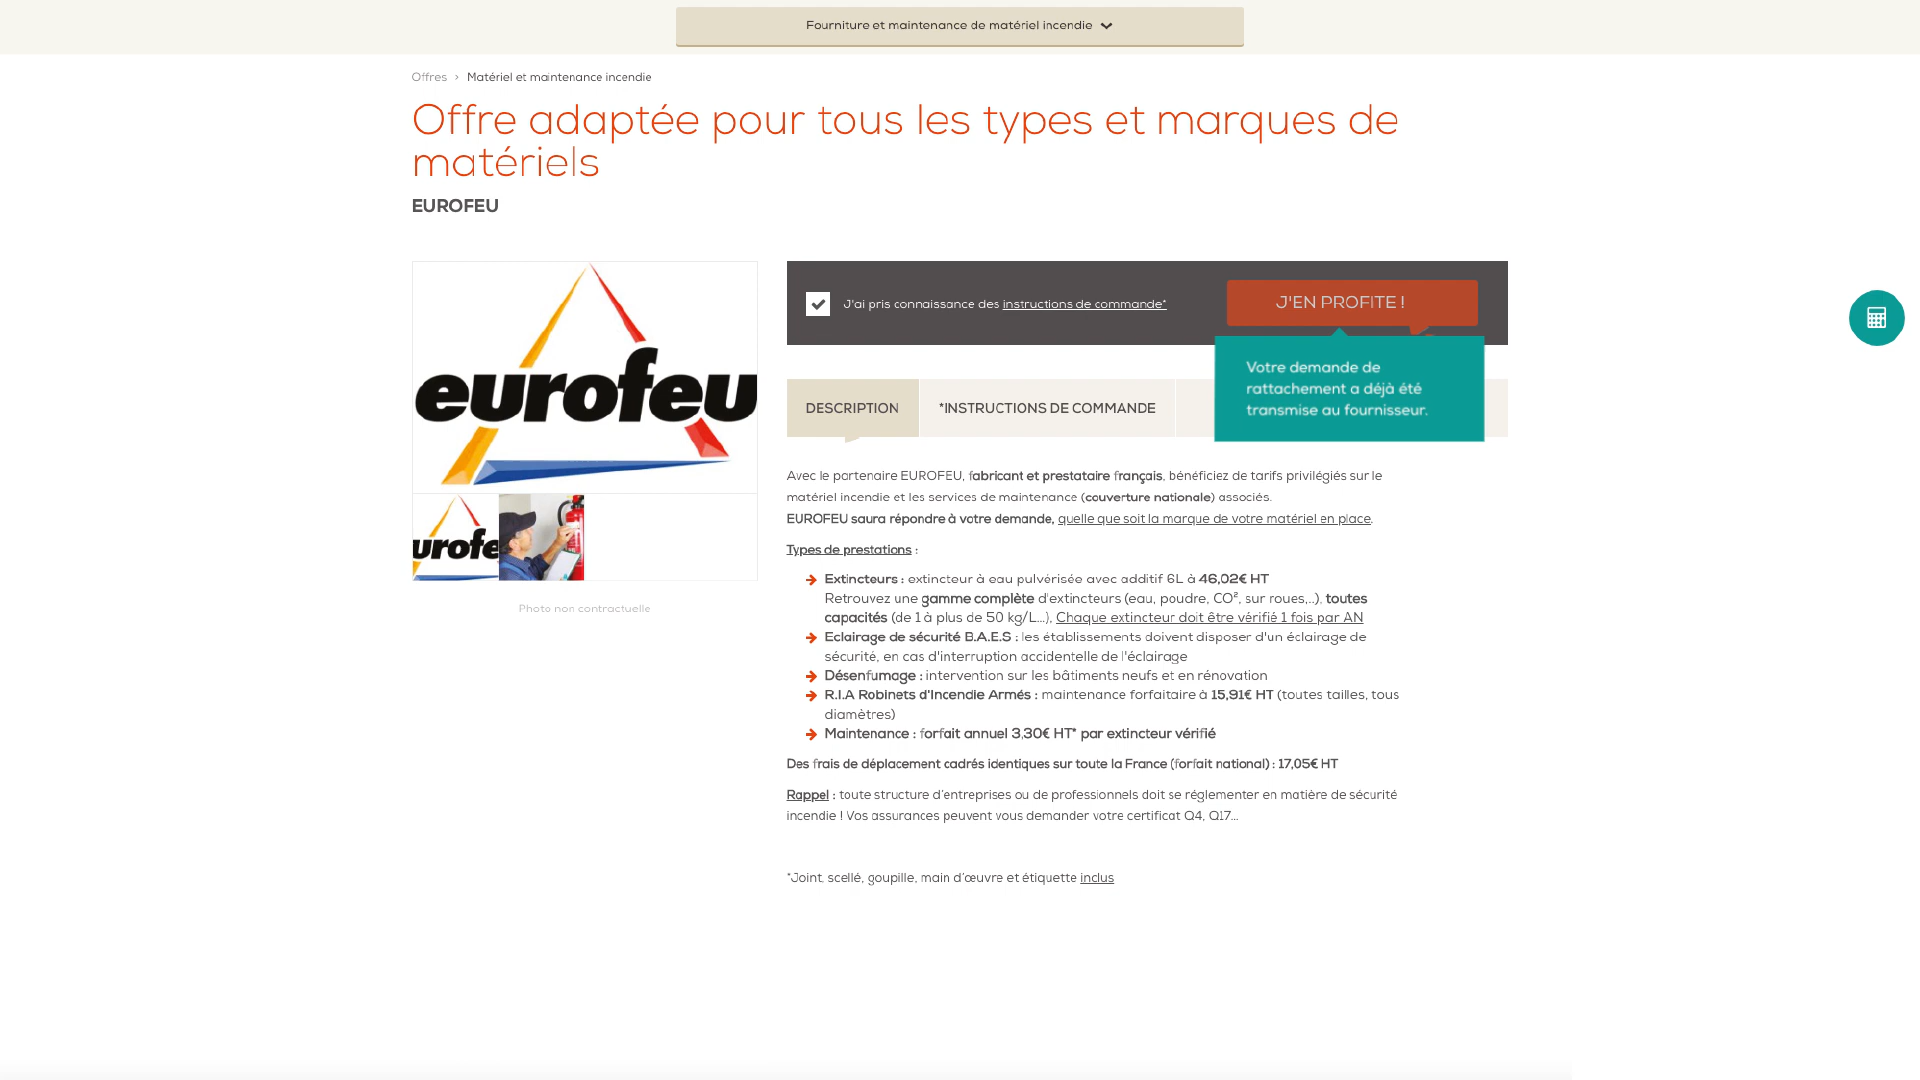 Fourniture et maintenance de matériel incendie
Offres > Matériel et maintenance incendie
Offre adaptée pour tous les types et marques de
matériels
EUROFEU
eurofeu
eurofe
Photo non contractuelle
J'ai pris connaissance des instructions de commande*
J'EN PROFITE !
Votre demande de
rattachement a déjà été
transmise au fournisseur.
DESCRIPTION
*INSTRUCTIONS DE COMMANDE
Avec le partenaire EUROFEU, fabricant et prestataire français, bénéficiez de tarifs privilégiés sur le
matériel incendie et les services de maintenance (couverture nationale) associés.
EUROFEU saura répondre à votre demande, quelle que soit la marque de votre matériel en place.
Types de prestations :
Extincteurs : extincteur à eau pulvérisée avec additif 6L à 46,02€ HT
Retrouvez une gamme complète d'extincteurs (eau, poudre, CO², sur roues,..), toutes
capacités (de 1 à plus de 50 kg/L...), Chaque extincteur doit être vérifié 1 fois par AN
Eclairage de sécurité B.A.E.S : les établissements doivent disposer d'un éclairage de
sécurité, en cas d'interruption accidentelle de l'éclairage
Désenfumage : intervention sur les bâtiments neufs et en rénovation
R.I.A Robinets d'Incendie Armés : maintenance forfaitaire à 15,91€ HT (toutes tailles, tous
diamètres)
Maintenance : forfait annuel 3,30€ HT* par extincteur vérifié
Des frais de déplacement cadrés identiques sur toute la France (forfait national) : 17,05€ HT
Rappel : toute structure d'entreprises ou de professionnels doit se réglementer en matière de sécurité
incendie ! Vos assurances peuvent vous demander votre certificat Q4, Q17...
*Joint, scellé, goupille, main d'œuvre et étiquette inclus